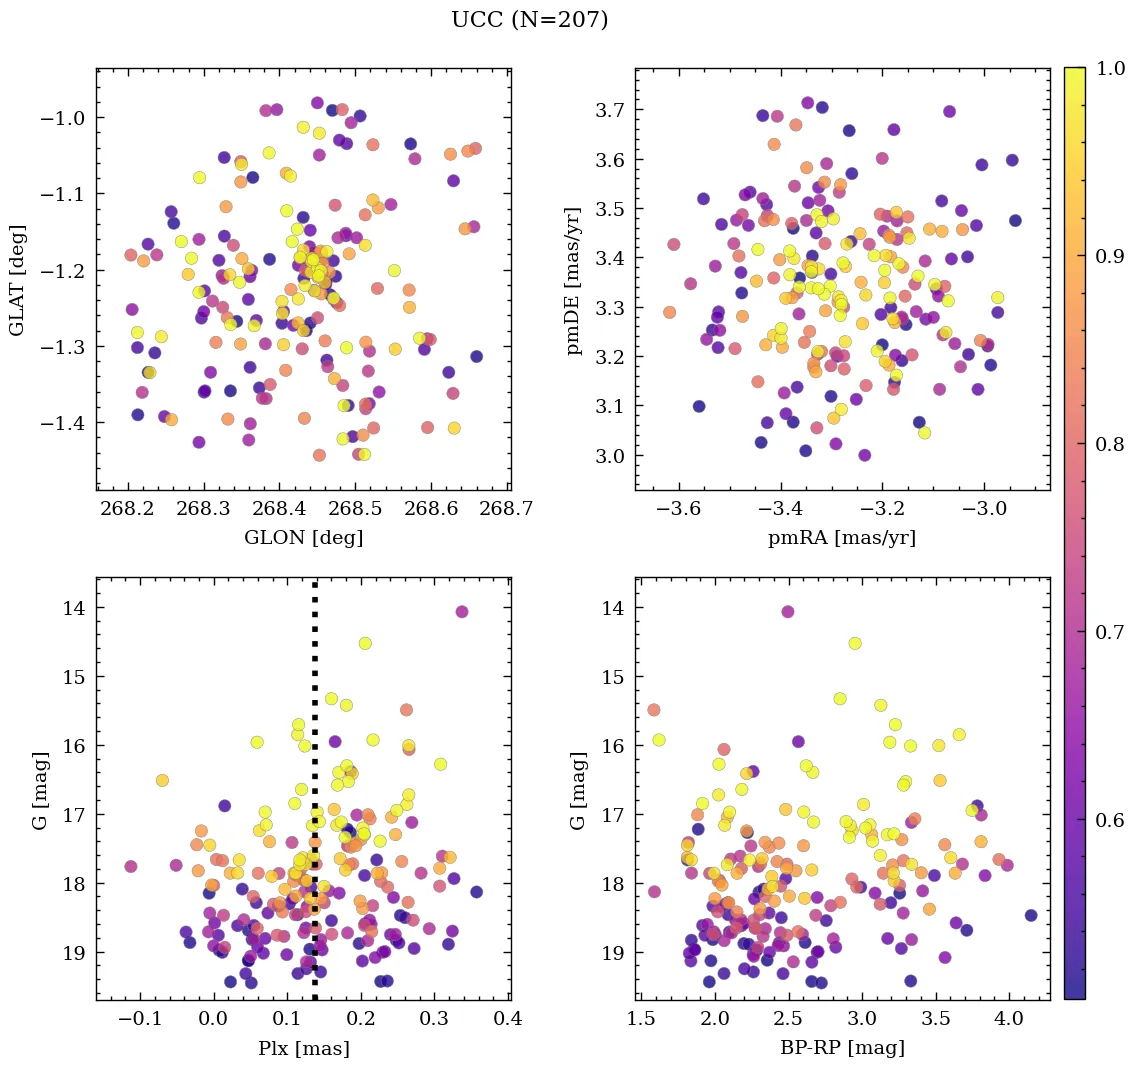 UCC (N=207)
−1.0
−1.1
−1.2
−1.3
−1.4
GLAT [deg]
268.2 268.3 268.4 268.5 268.6 268.7
GLON [deg]
3.7
3.6
3.5
3.4
3.3
3.2
3.1
3.0
pmDE [mas/yr]
−3.6 −3.4 −3.2 −3.0
pmRA [mas/yr]
1.0
0.9
0.8
0.7
0.6
14
15
16
17
18
19
G [mag]
−0.1 0.0 0.1 0.2 0.3 0.4
Plx [mas]
14
15
16
17
18
19
G [mag]
1.5 2.0 2.5 3.0 3.5 4.0
BP-RP [mag]